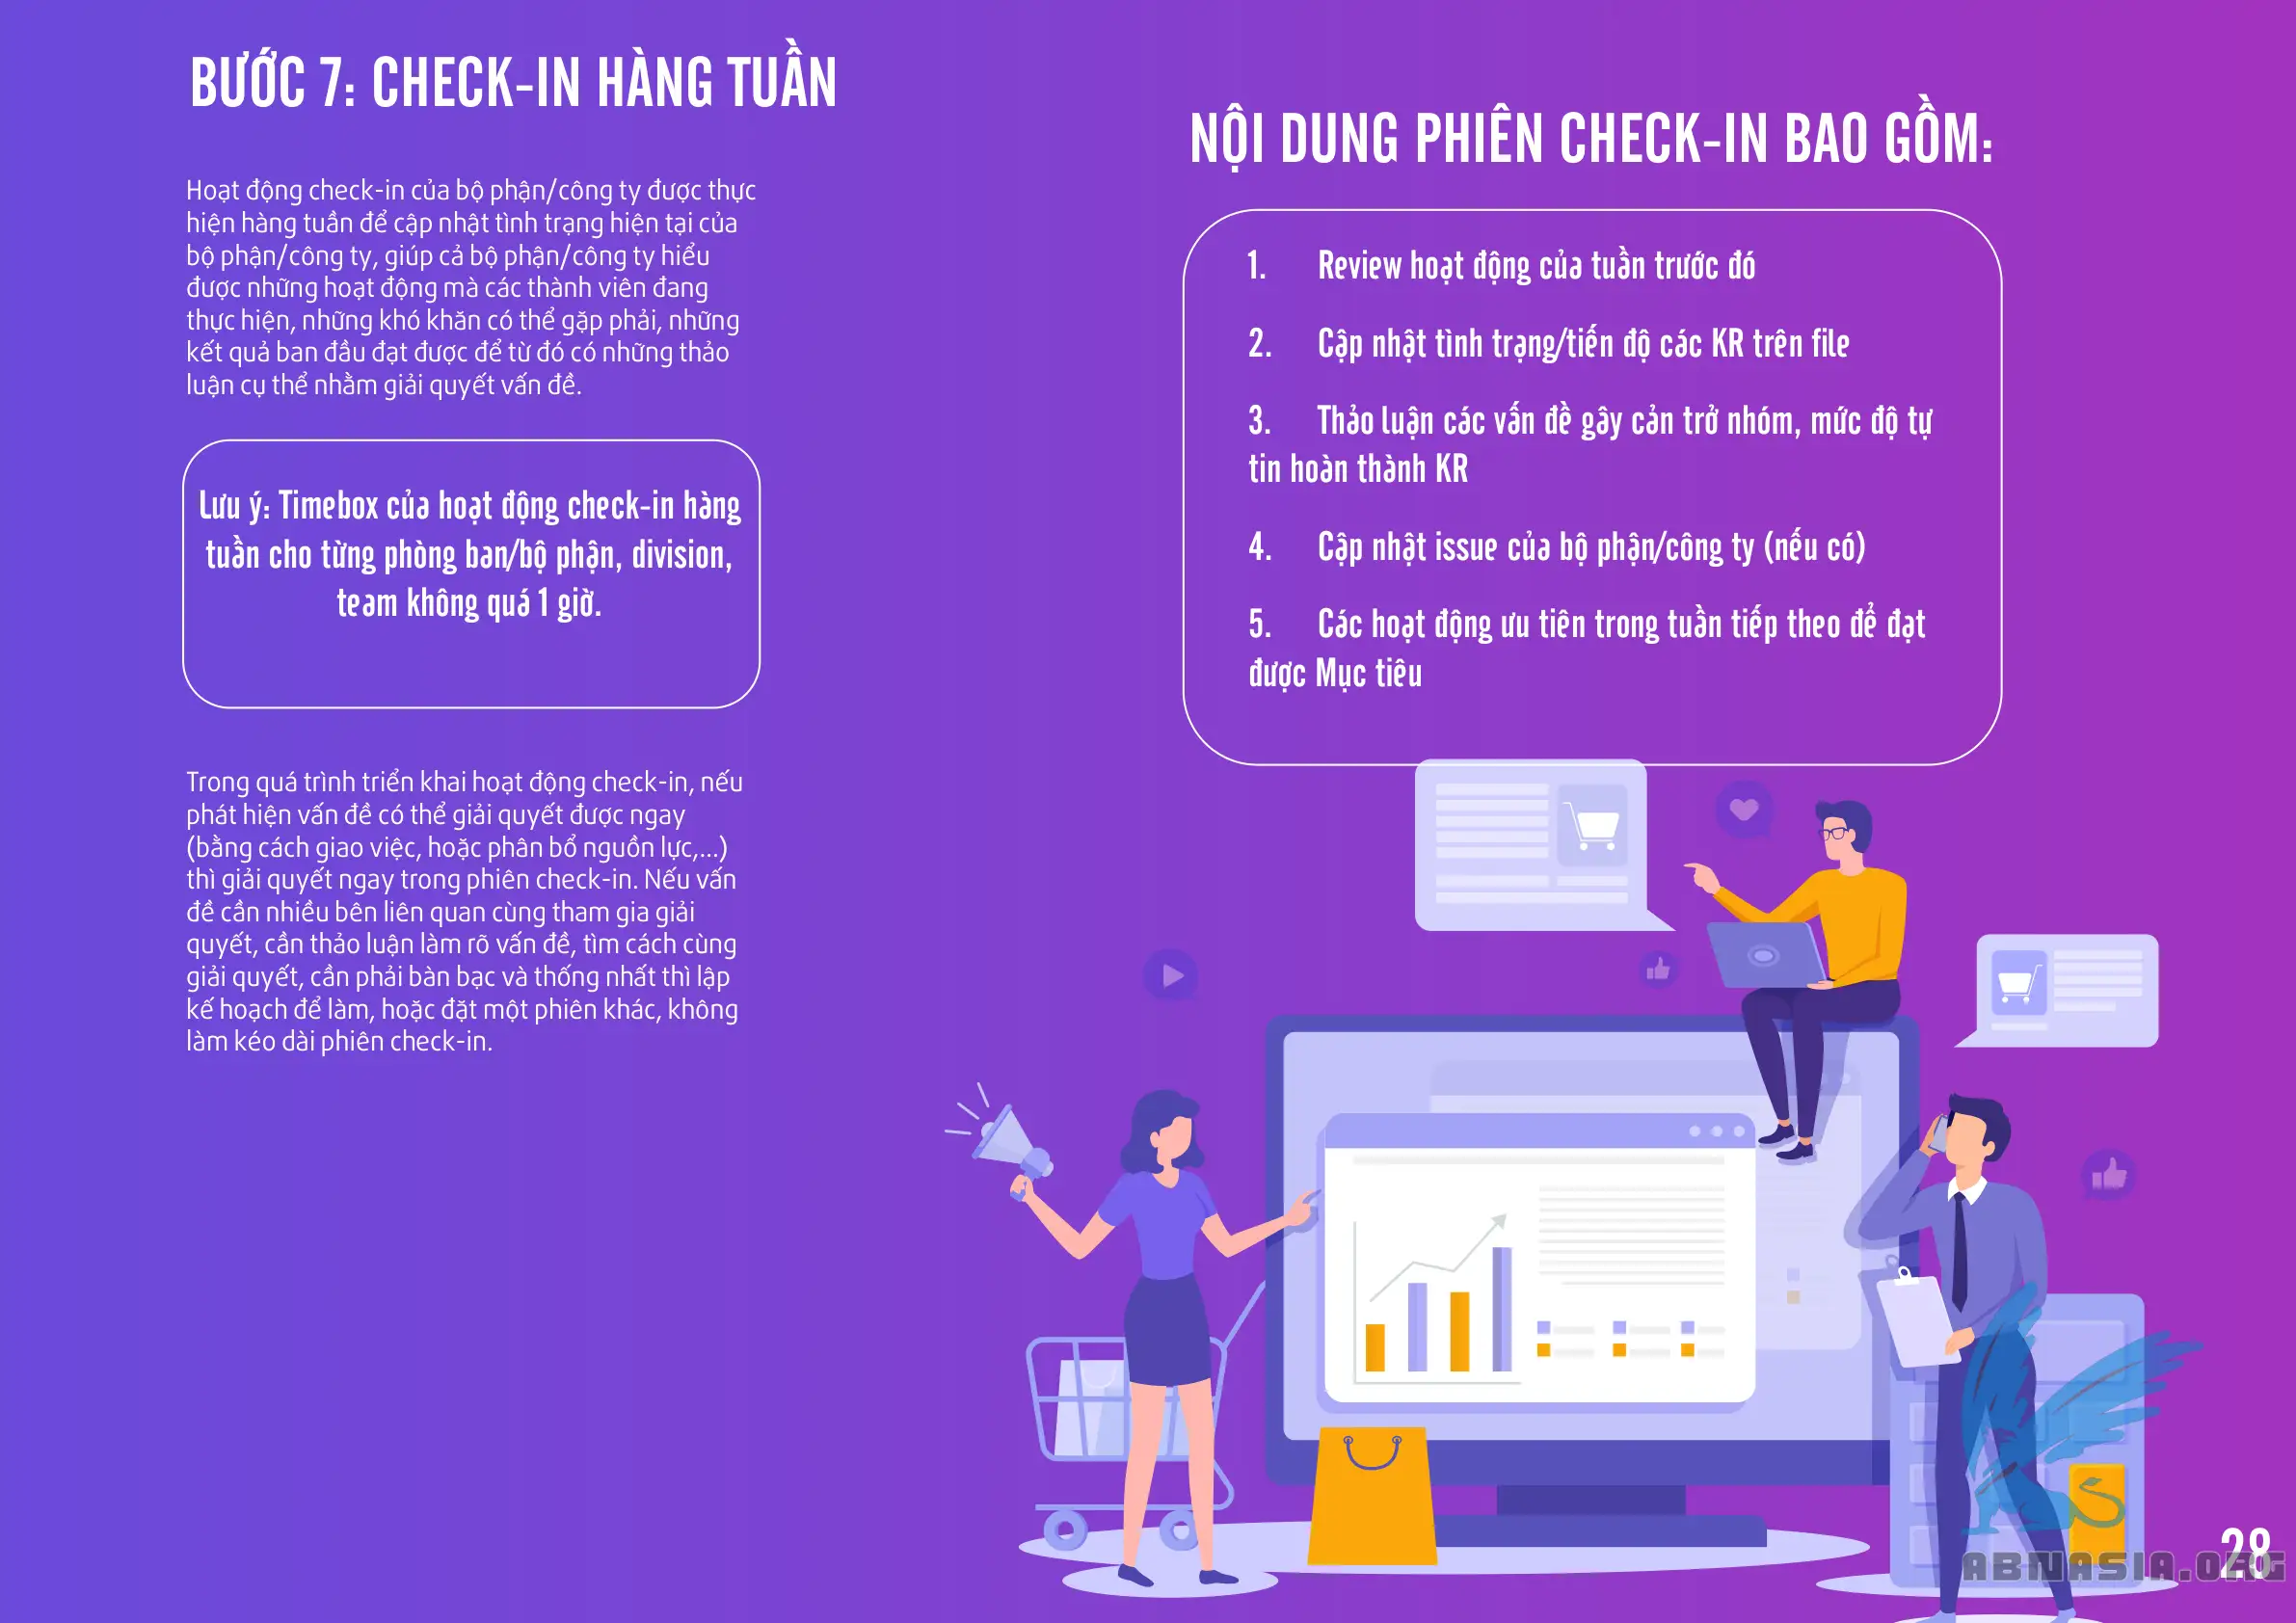 BƯỚC 7: CHECK-IN HÀNG TUẦN
Hoạt động check-in của bộ phận/công ty được thực
hiện hàng tuần để cập nhật tình trạng hiện tại của
bộ phận/công ty, giúp cả bộ phận/công ty hiểu
được những hoạt động mà các thành viên đang
thực hiện, những khó khăn có thể gặp phải, những
kết quả ban đầu đạt được để từ đó có những thảo
luận cụ thể nhằm giải quyết vấn đề.
Lưu ý: Timebox của hoạt động check-in hàng
tuần cho từng phòng ban/bộ phận, division,
team không quá 1 giờ.
Trong quá trình triển khai hoạt động check-in, nếu
phát hiện vấn đề có thể giải quyết được ngay
(bằng cách giao việc, hoặc phân bổ nguồn lực,...)
thì giải quyết ngay trong phiên check-in. Nếu vấn
đề cần nhiều bên liên quan cùng tham gia giải
quyết, cần thảo luận làm rõ vấn đề, tìm cách cùng
giải quyết, cần phải bàn bạc và thống nhất thì lập
kế hoạch để làm, hoặc đặt một phiên khác, không
làm kéo dài phiên check-in.
NỘI DUNG PHIÊN CHECK-IN BAO GỒM:
1. Review hoạt động của tuần trước đó
2. Cập nhật tình trạng/tiến độ các KR trên file
3. Thảo luận các vấn đề gây cản trở nhóm, mức độ tự
tin hoàn thành KR
4. Cập nhật issue của bộ phận/công ty (nếu có)
5. Các hoạt động ưu tiên trong tuần tiếp theo để đạt
được Mục tiêu
28
ABNASIA.ORG